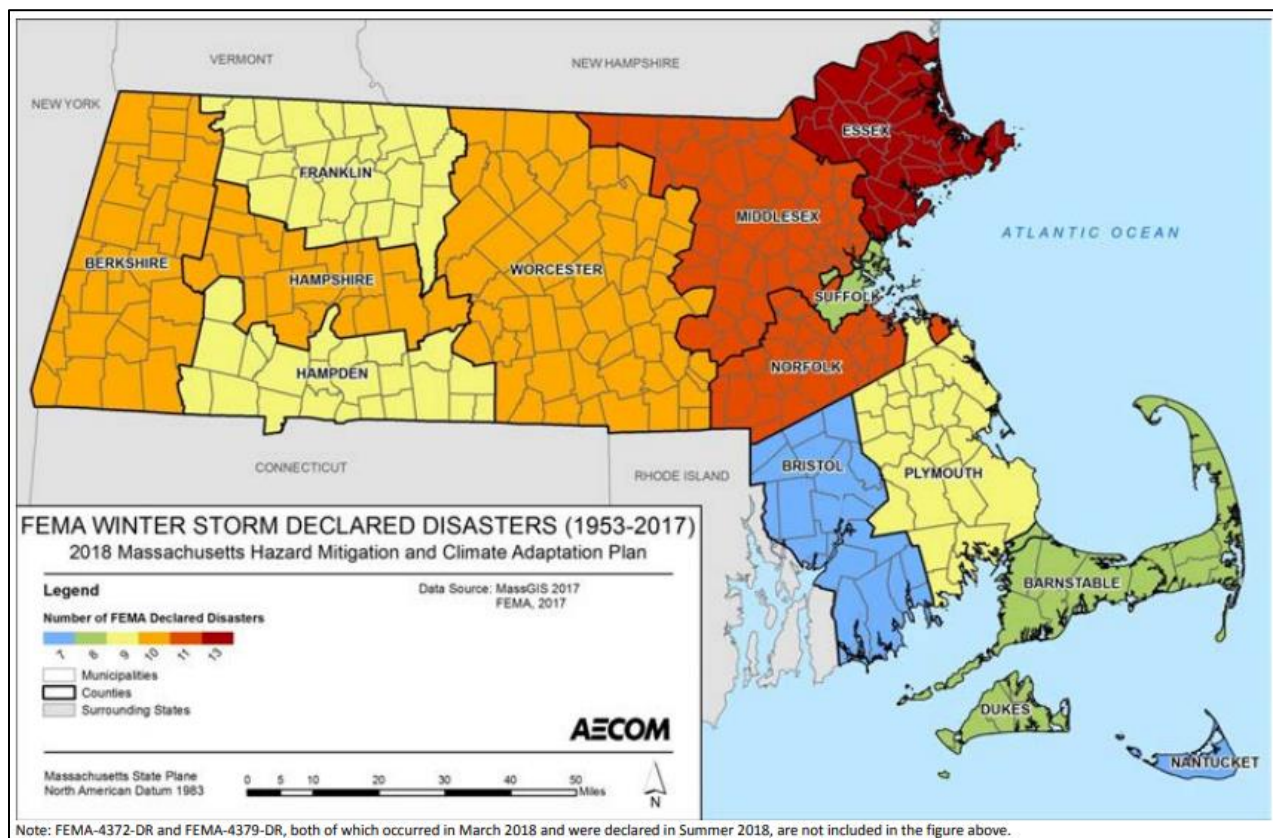 VERMONT
NEW HAMPSHIRE
NEW YORK
ESSEX
FRANKLIN
MIDDLESEX
ATLANTIC OCEAN
BERKSHIRE
HAMPSHIRE
WORCESTER
SUFFOLK
HAMPDEN
NORFOLK
CONNECTICUT
RHODE ISLAND
BRISTOL
PLYMOUTH
BARNSTABLE
DUKES
NANTUCKET
FEMA WINTER STORM DECLARED DISASTERS (1953-2017)
2018 Massachusetts Hazard Mitigation and Climate Adaptation Plan
Legend
Data Source: MassGIS 2017
FEMA, 2017
Number of FEMA Declared Disasters
7 8 9 10 11 13
Municipalities
Counties
Surrounding States
AECOM
Massachusetts State Plane
North American Datum 1983
0 5 10 20 30 40 50
Miles
N
Note: FEMA-4372-DR and FEMA-4379-DR, both of which occurred in March 2018 and were declared in Summer 2018, are not included in the figure above.